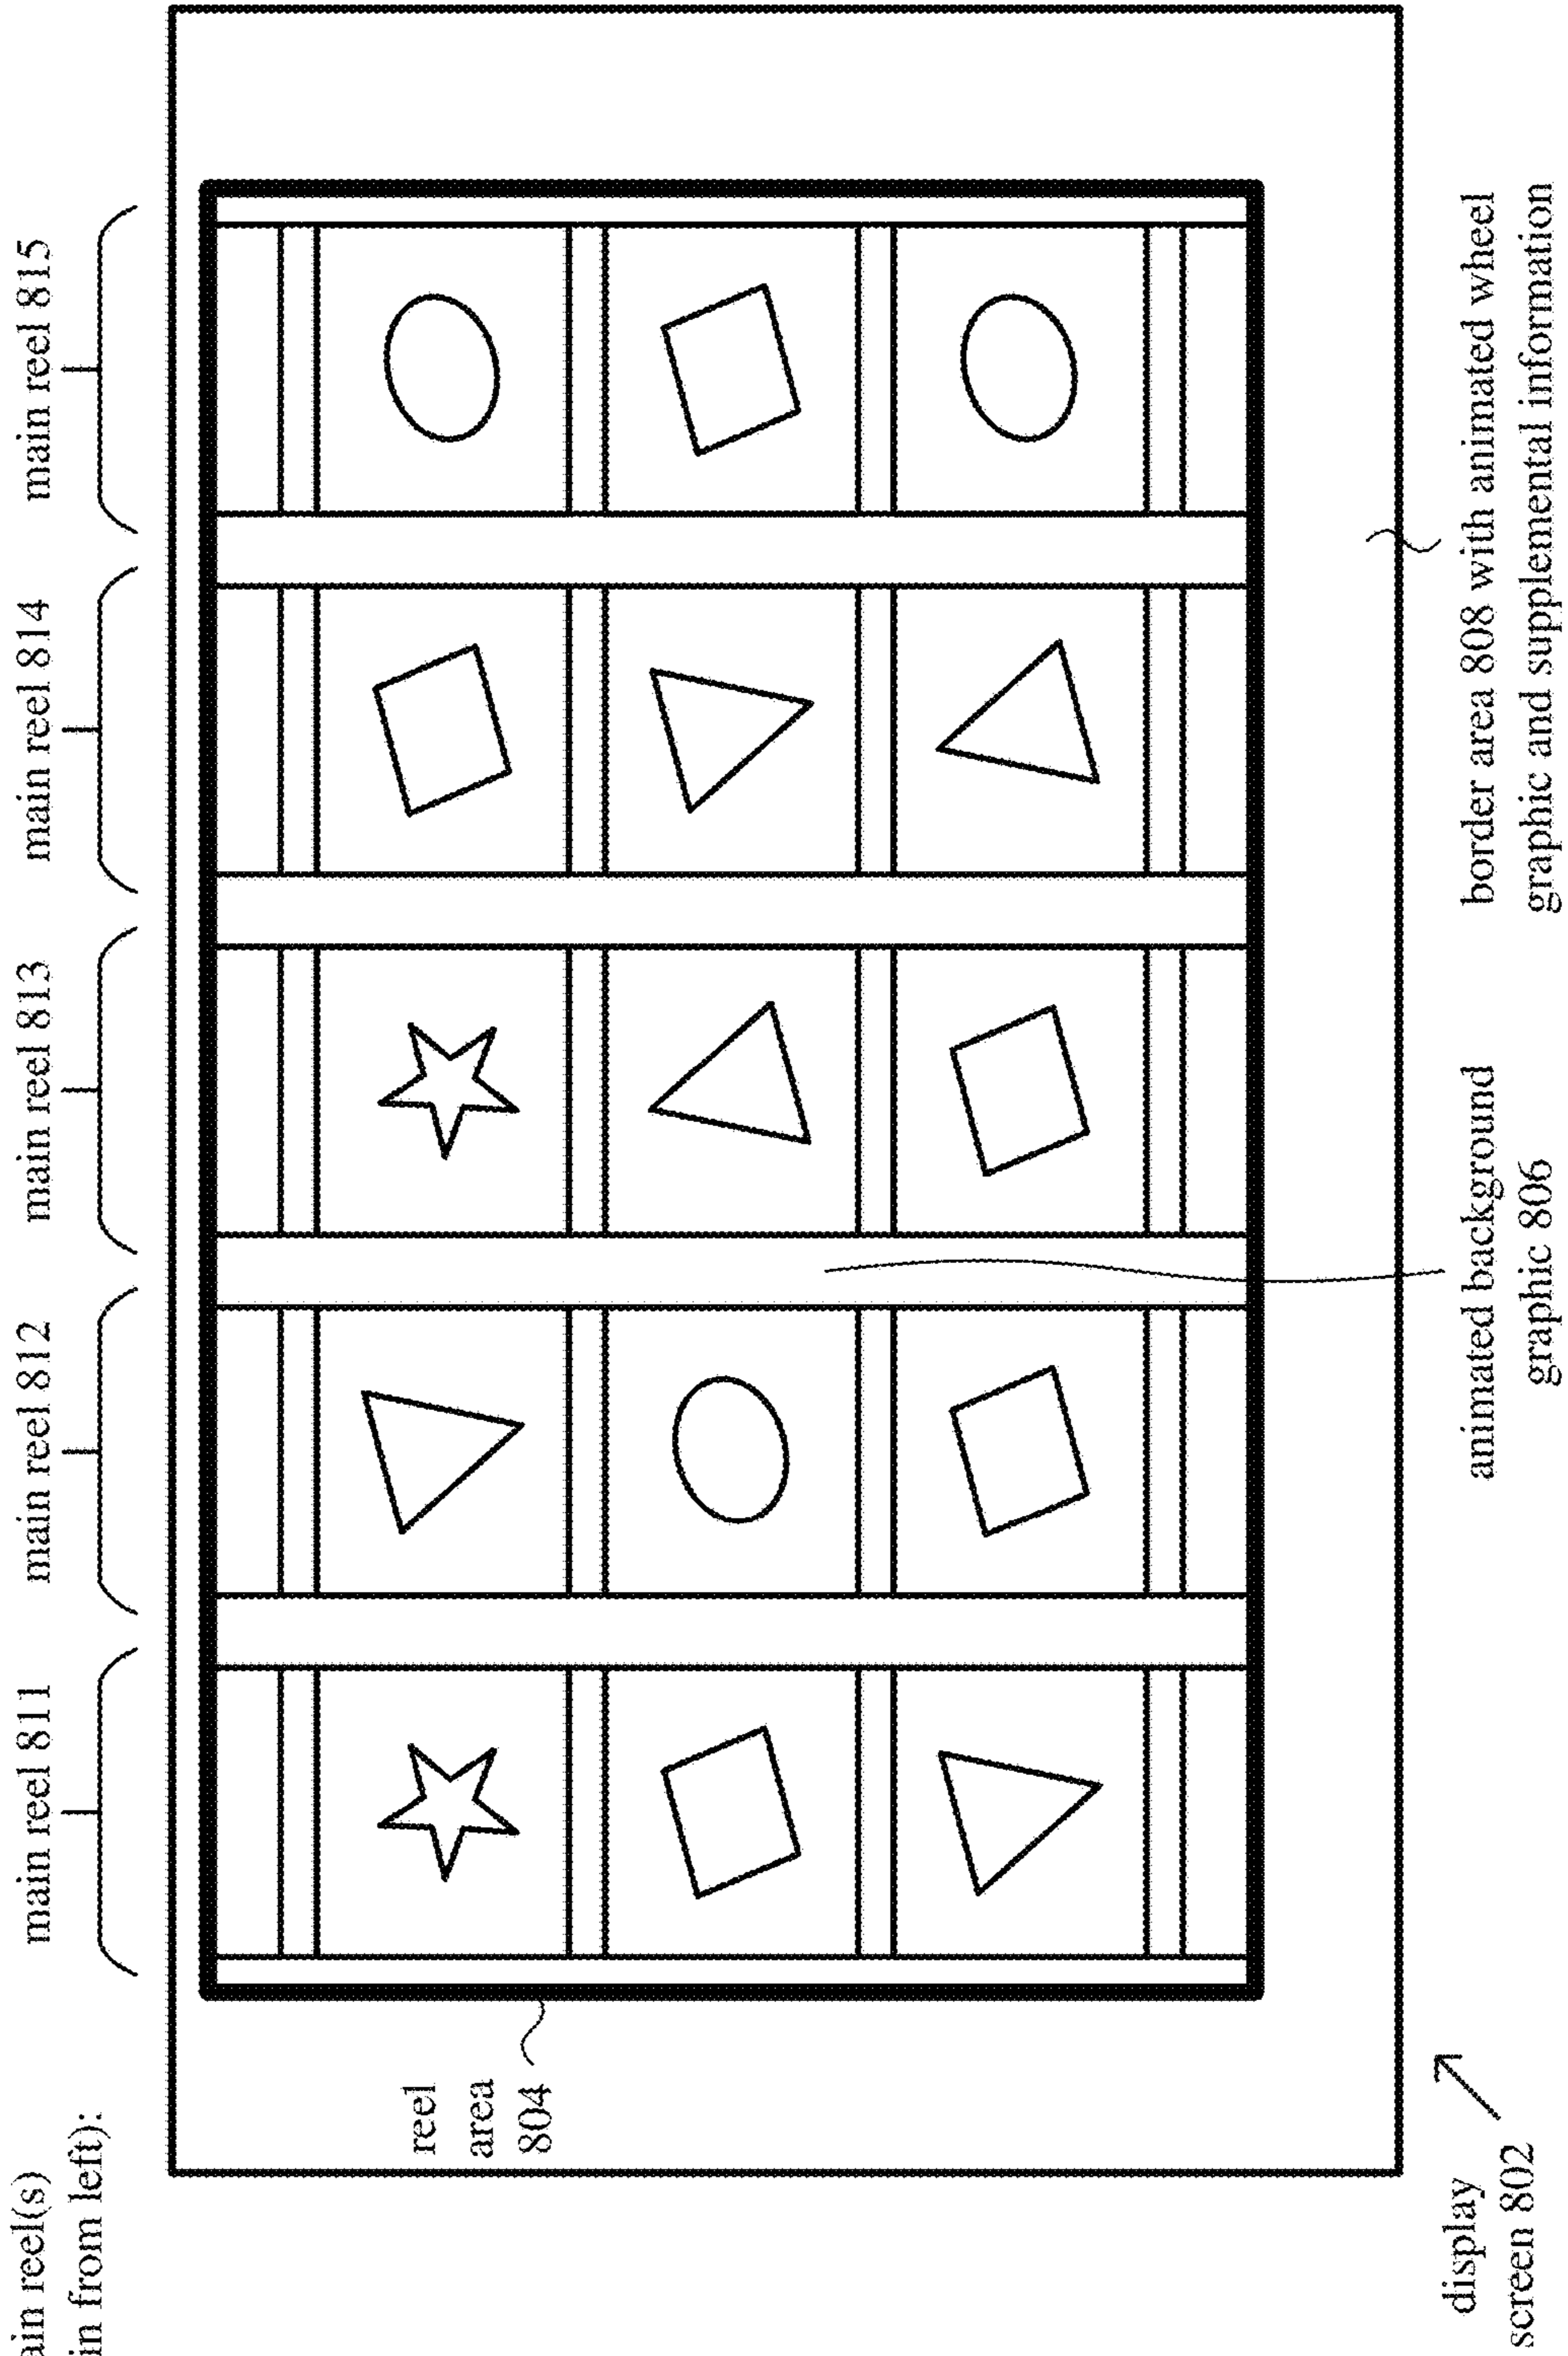 ain reel(s)
in from left):
main reel 811
main reel 812
main reel 813
main reel 814
main reel 815
reel
area
804
display
screen 802
animated background
graphic 806
border area 808 with animated wheel
graphic and supplemental information